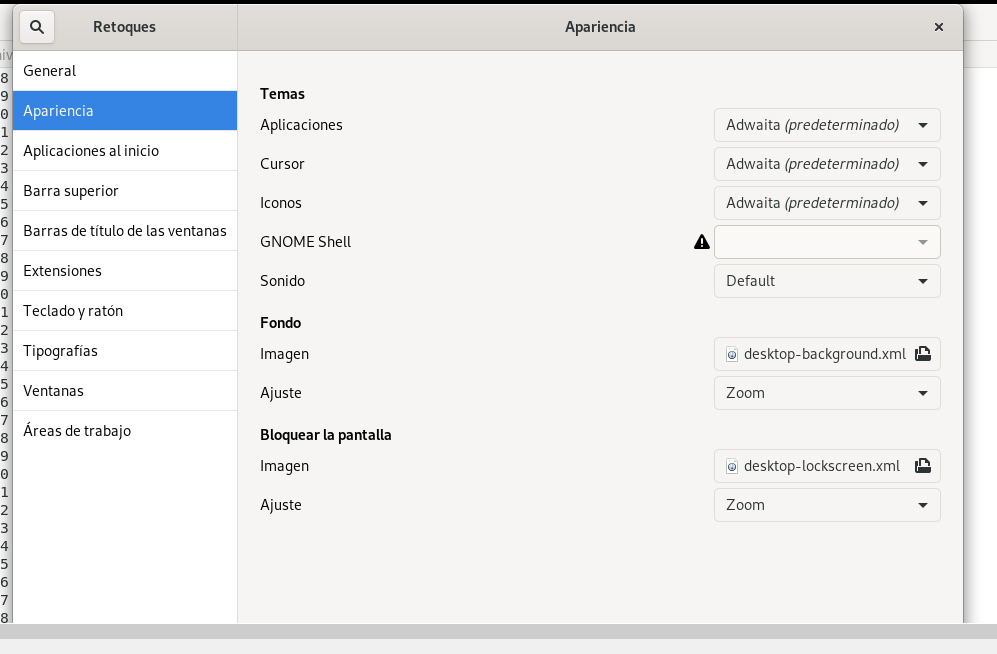 Retoques
Apariencia
General
Apariencia
Aplicaciones al inicio
Barra superior
Barras de título de las ventanas
Extensiones
Teclado y ratón
Tipografías
Ventanas
Áreas de trabajo
Temas
Aplicaciones Adwaita (predeterminado)
Cursor Adwaita (predeterminado)
Iconos Adwaita (predeterminado)
GNOME Shell
Sonido Default
Fondo
Imagen desktop-background.xml
Ajuste Zoom
Bloquear la pantalla
Imagen desktop-lockscreen.xml
Ajuste Zoom